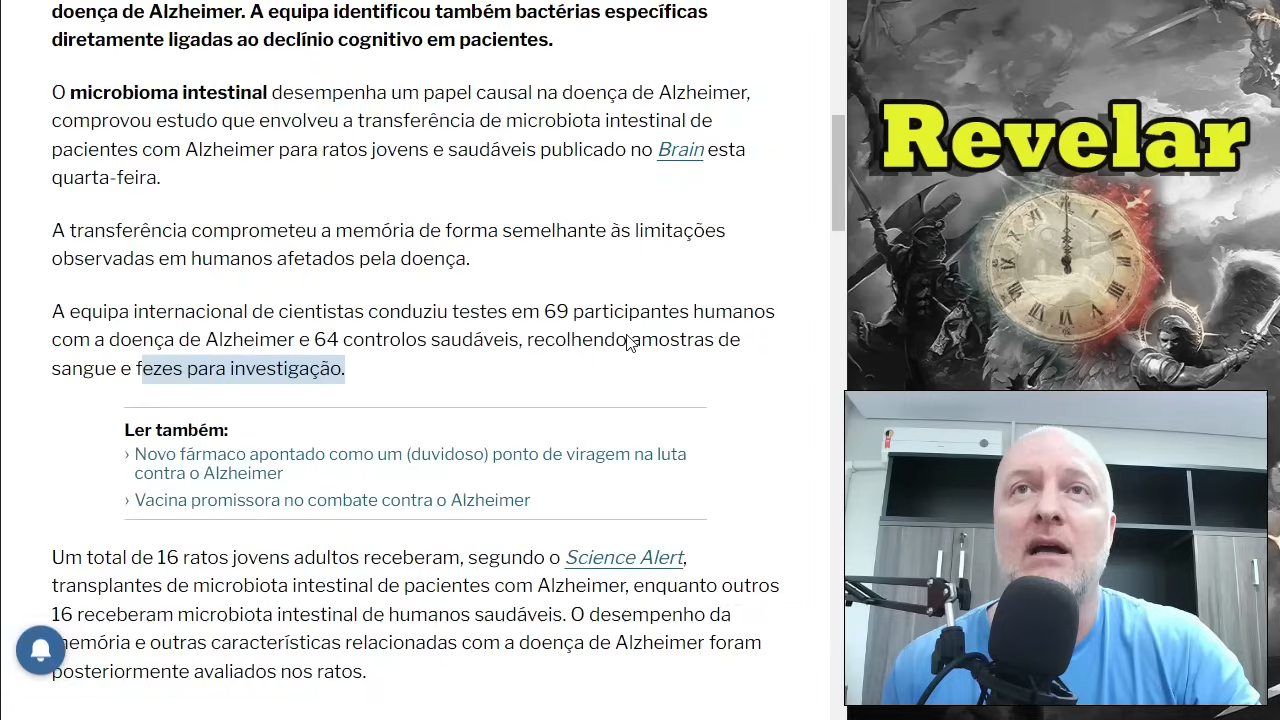 doença de Alzheimer. A equipa identificou também bactérias específicas
diretamente ligadas ao declínio cognitivo em pacientes.
O microbioma intestinal desempenha um papel causal na doença de Alzheimer,
comprovou estudo que envolveu a transferência de microbiota intestinal de
pacientes com Alzheimer para ratos jovens e saudáveis publicado no Brain esta
quarta-feira.
A transferência comprometeu a memória de forma semelhante às limitações
observadas em humanos afetados pela doença.
A equipa internacional de cientistas conduziu testes em 69 participantes humanos
com a doença de Alzheimer e 64 controlos saudáveis, recolhendo amostras de
sangue e fezes para investigação.
Ler também:
› Novo fármaco apontado como um (duvidoso) ponto de viragem na luta
contra o Alzheimer
› Vacina promissora no combate contra o Alzheimer
Um total de 16 ratos jovens adultos receberam, segundo o Science Alert,
transplantes de microbiota intestinal de pacientes com Alzheimer, enquanto outros
16 receberam microbiota intestinal de humanos saudáveis. O desempenho da
memória e outras características relacionadas com a doença de Alzheimer foram
posteriormente avaliados nos ratos.
Revelar